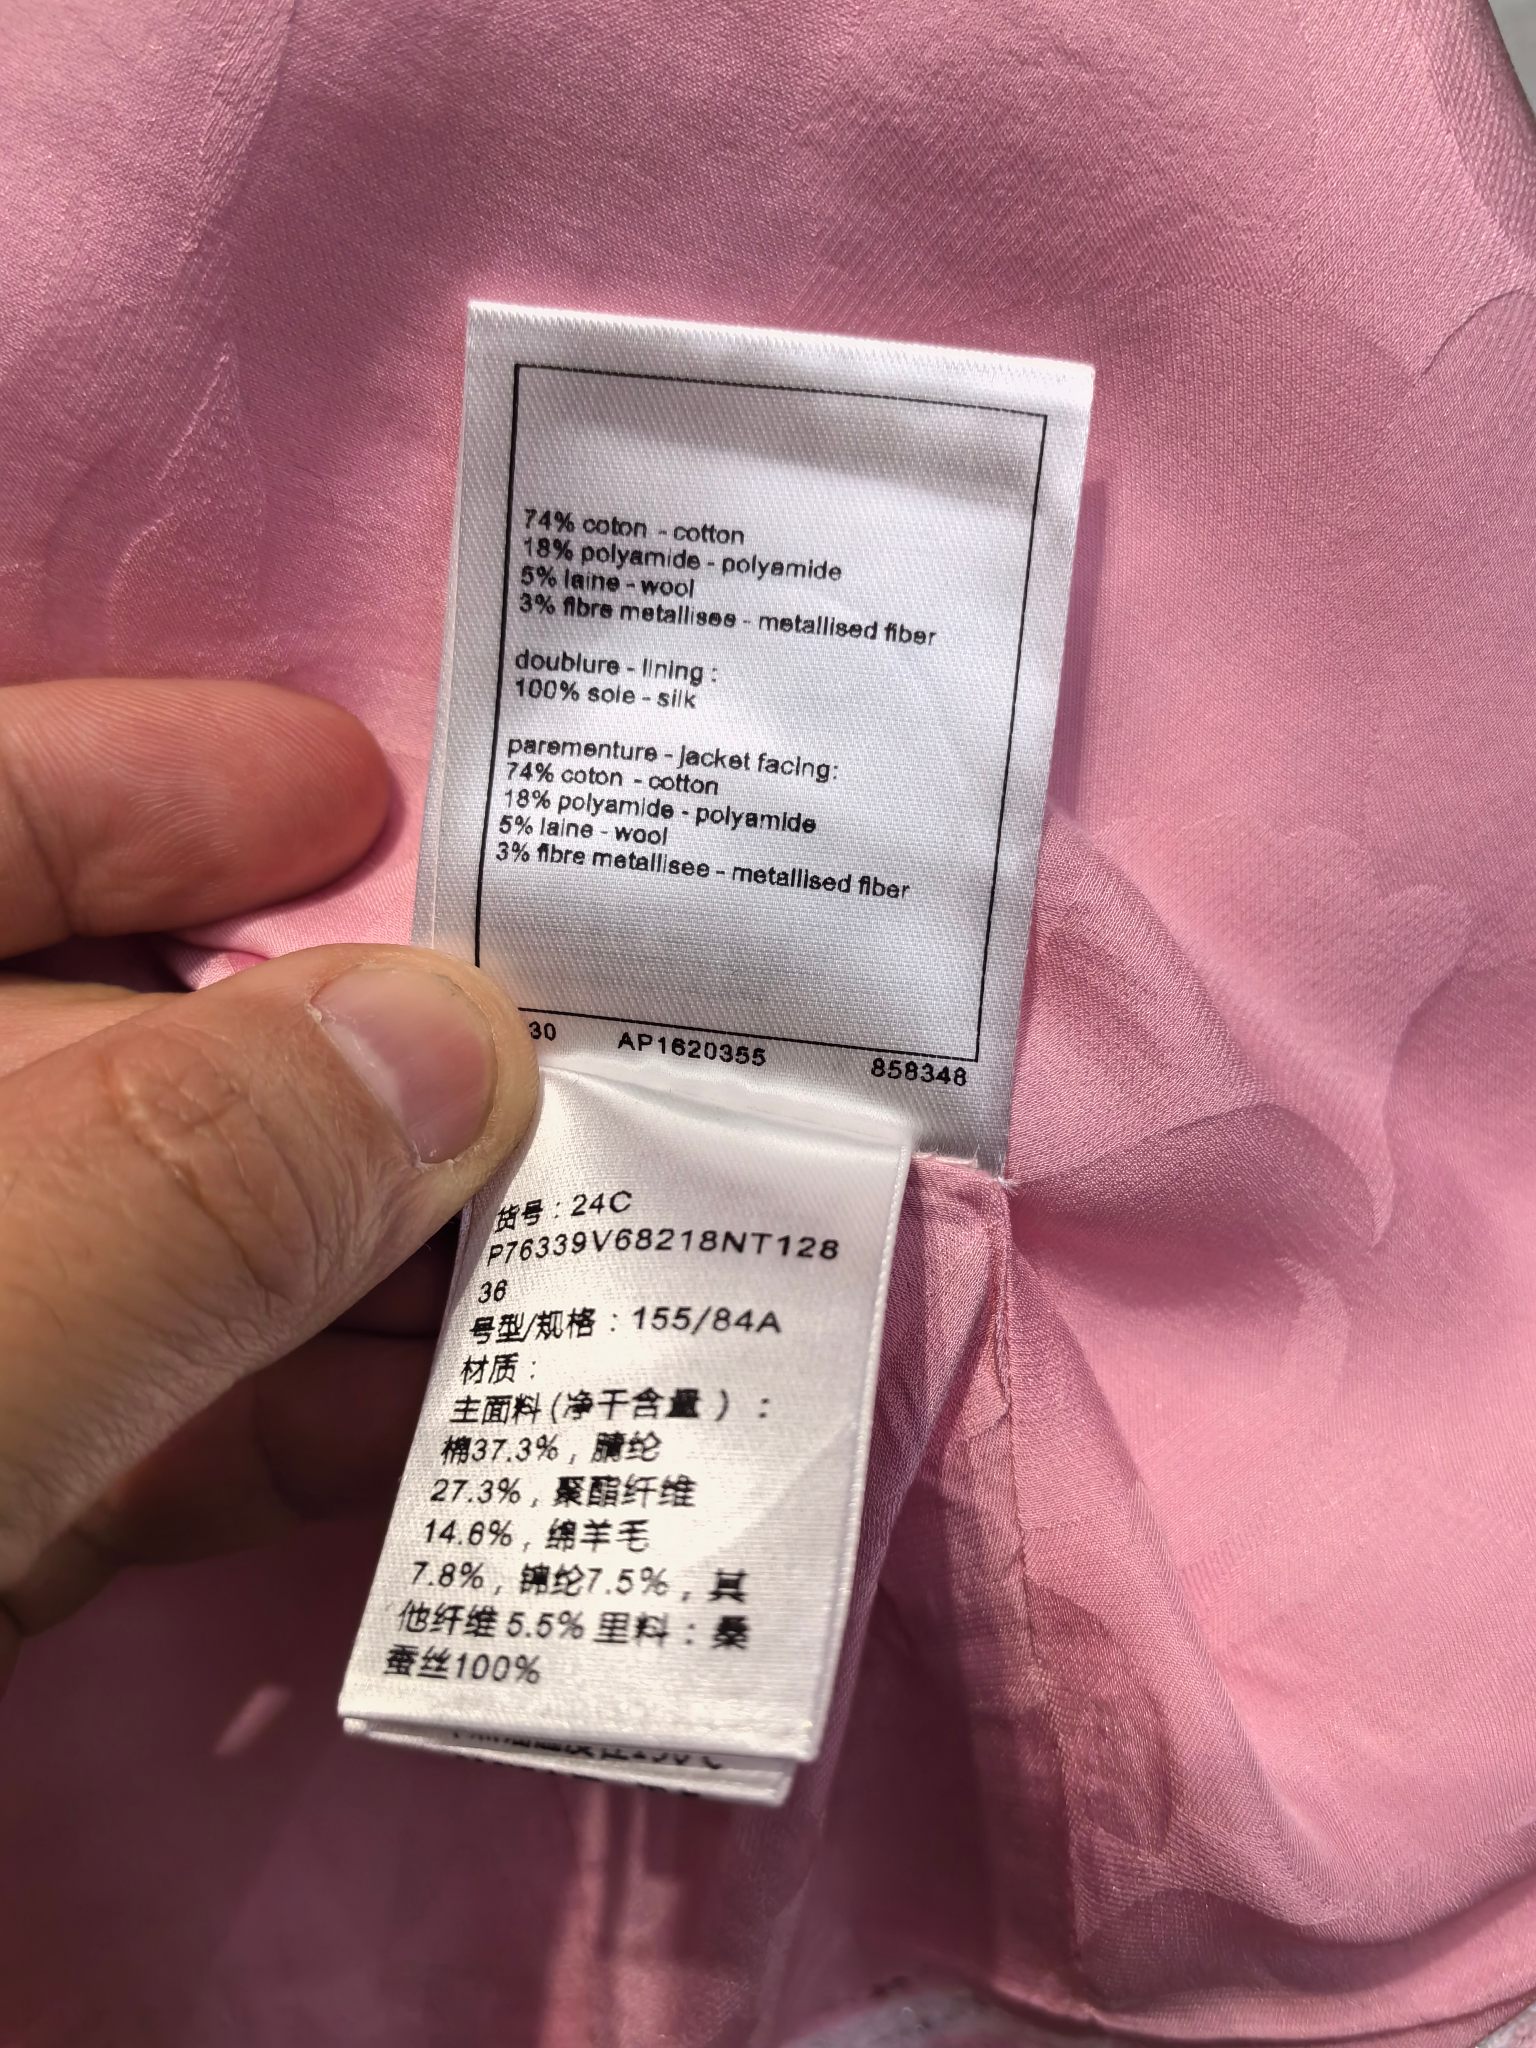 74% coton - cotton
18% polyamide - polyamide
5% laine - wool
3% fibre metallisee - metallised fiber
doublure - lining :
100% soie - silk
parementure - jacket facing:
74% coton - cotton
18% polyamide - polyamide
5% laine - wool
3% fibre metallisee - metallised fiber
30 AP1620355 858348
货号：24C
P76339V68218NT128
36
号型/规格：155/84A
材质：
主面料(净干含量）：
棉37.3%，腈纶
27.3%，聚酯纤维
14.6%，绵羊毛
7.8%，锦纶7.5%，其
他纤维 5.5% 里料：桑
蚕丝100%